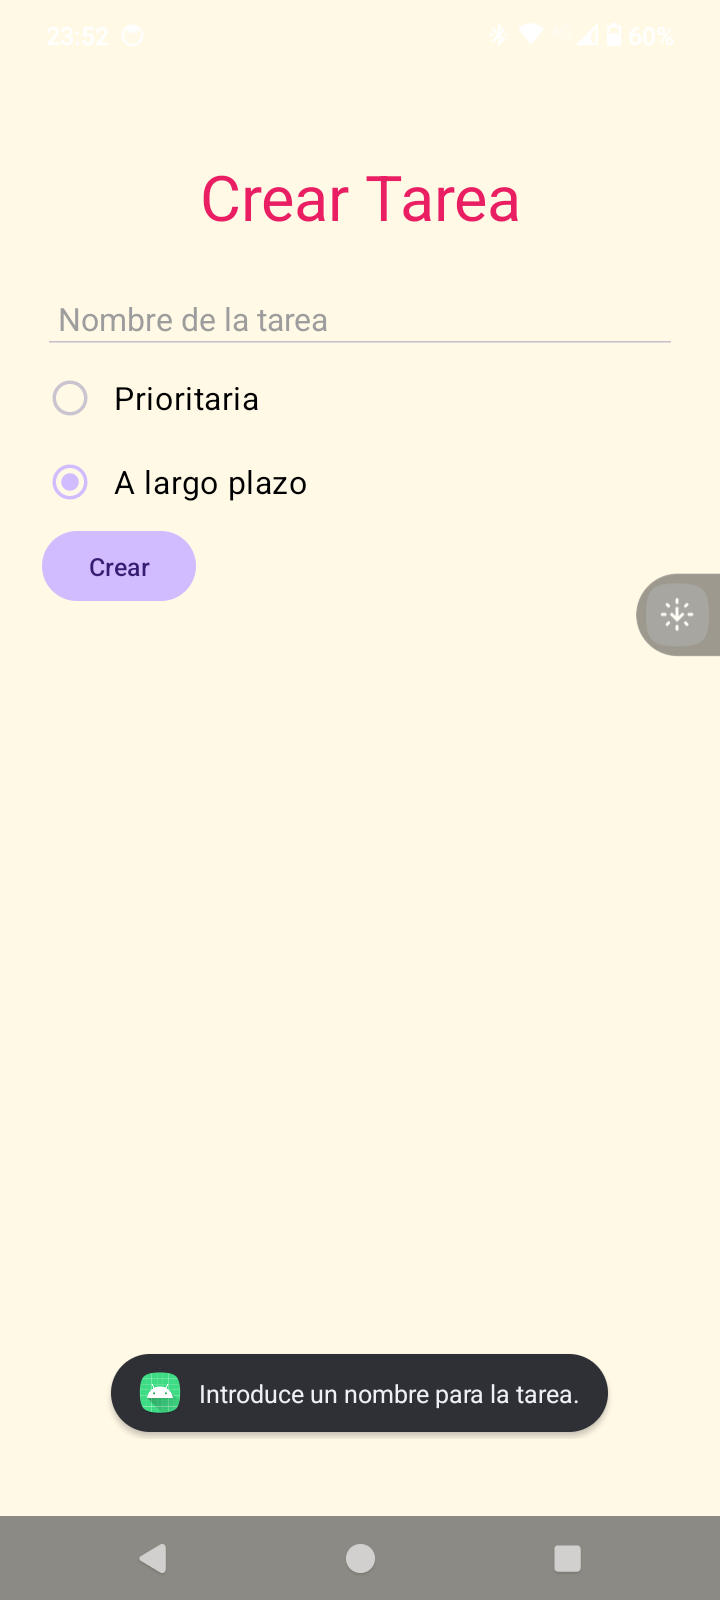 23:52
60%
Crear Tarea
Nombre de la tarea
Prioritaria
A largo plazo
Crear
Introduce un nombre para la tarea.